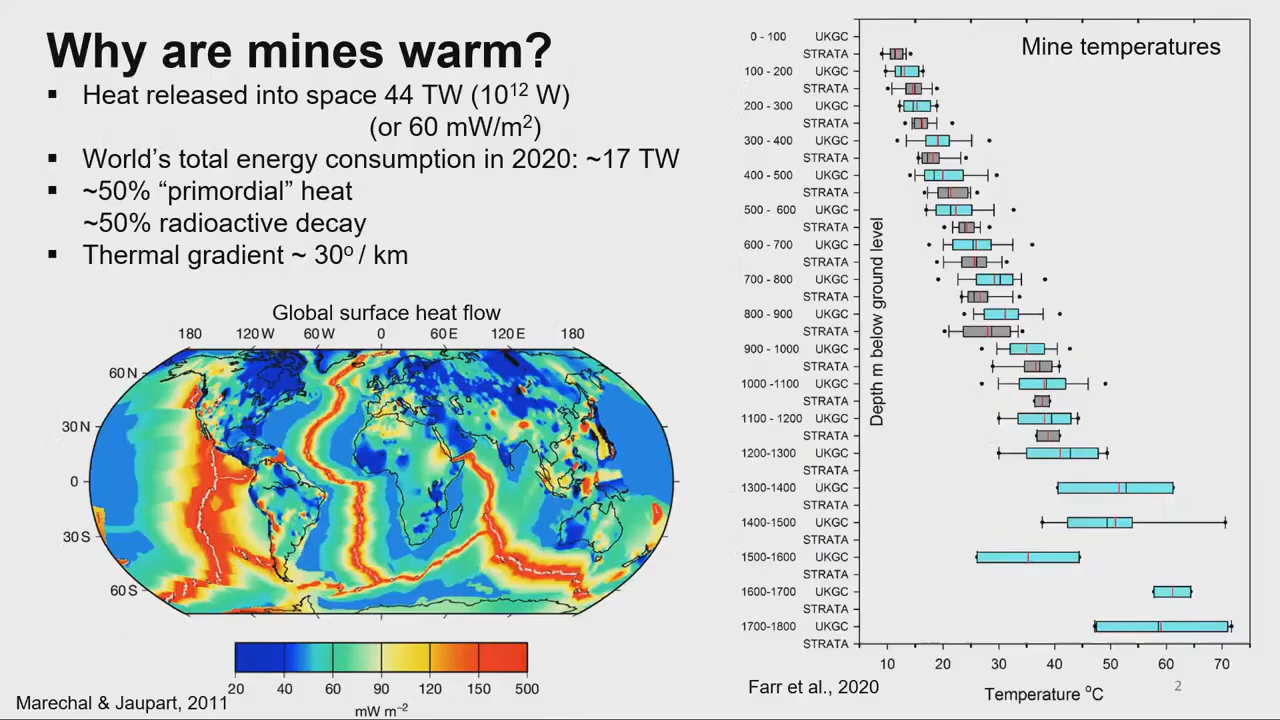 Why are mines warm?
▪ Heat released into space 44 TW (10¹² W)
(or 60 mW/m²)
▪ World's total energy consumption in 2020: ~17 TW
▪ ~50% “primordial” heat
~50% radioactive decay
▪ Thermal gradient ~ 30º / km
Global surface heat flow
180 120 W 60 W 0 60 E 120 E 180
60 N
30 N
0
30 S
60 S
20 40 60 90 120 150 500
mW m⁻²
Marechal & Jaupart, 2011
Mine temperatures
Depth m below ground level
0 - 100 UKGC
STRATA
100 - 200 UKGC
STRATA
200 - 300 UKGC
STRATA
300 - 400 UKGC
STRATA
400 - 500 UKGC
STRATA
500 - 600 UKGC
STRATA
600 - 700 UKGC
STRATA
700 - 800 UKGC
STRATA
800 - 900 UKGC
STRATA
900 - 1000 UKGC
STRATA
1000 -1100 UKGC
STRATA
1100 - 1200 UKGC
STRATA
1200-1300 UKGC
STRATA
1300-1400 UKGC
STRATA
1400-1500 UKGC
STRATA
1500-1600 UKGC
STRATA
1600-1700 UKGC
STRATA
1700-1800 UKGC
STRATA
10 20 30 40 50 60 70
Temperature ºC
Farr et al., 2020
2